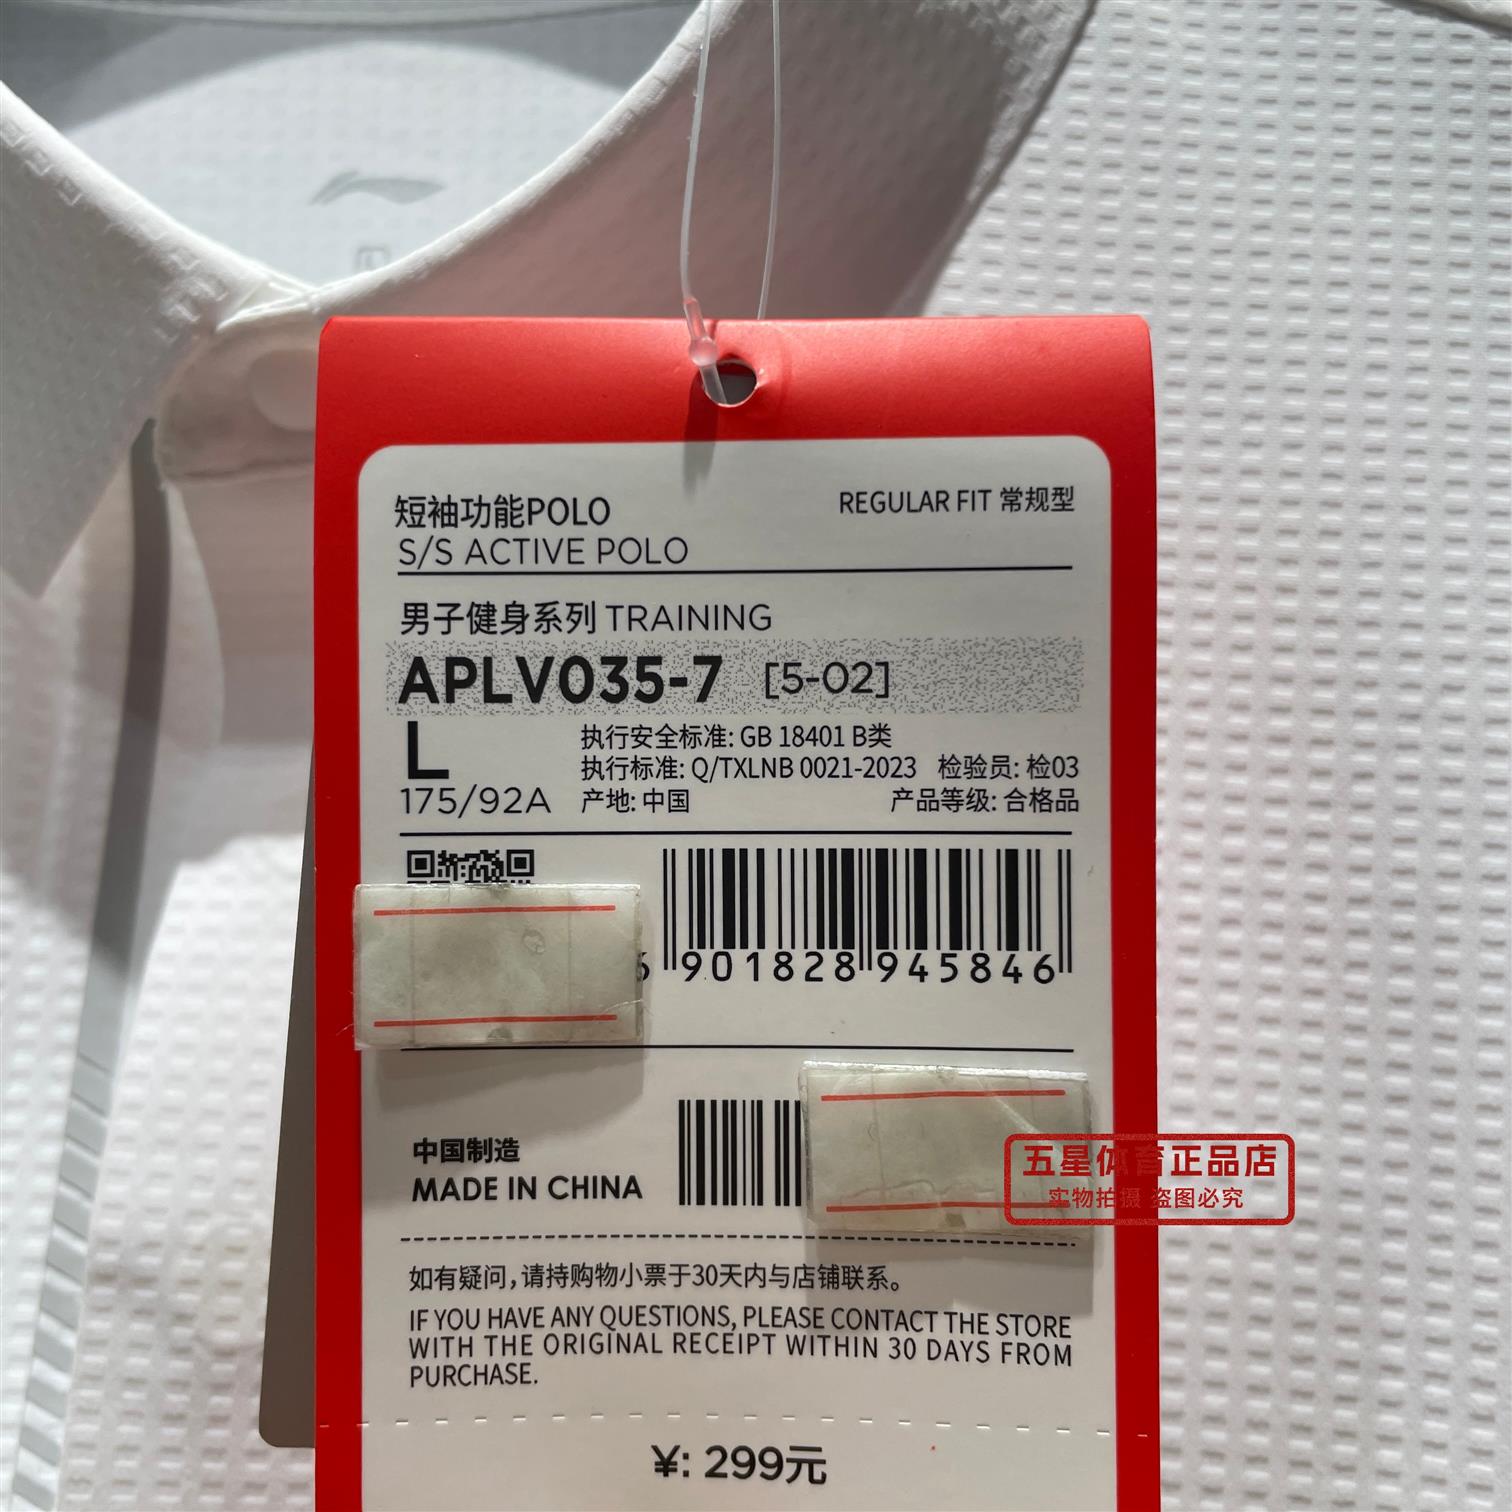 短袖功能POLO
REGULAR FIT 常规型
S/S ACTIVE POLO
男子健身系列 TRAINING
APLV035-7 [5-02]
L
175/92A
执行安全标准: GB 18401 B类
执行标准: Q/TXLNB 0021-2023 检验员: 检03
产地: 中国 产品等级: 合格品
6 901828 945846
中国制造
MADE IN CHINA
五星体育正品店
实物拍摄 盗图必究
如有疑问,请持购物小票于30天内与店铺联系。
IF YOU HAVE ANY QUESTIONS, PLEASE CONTACT THE STORE
WITH THE ORIGINAL RECEIPT WITHIN 30 DAYS FROM
PURCHASE.
¥: 299元